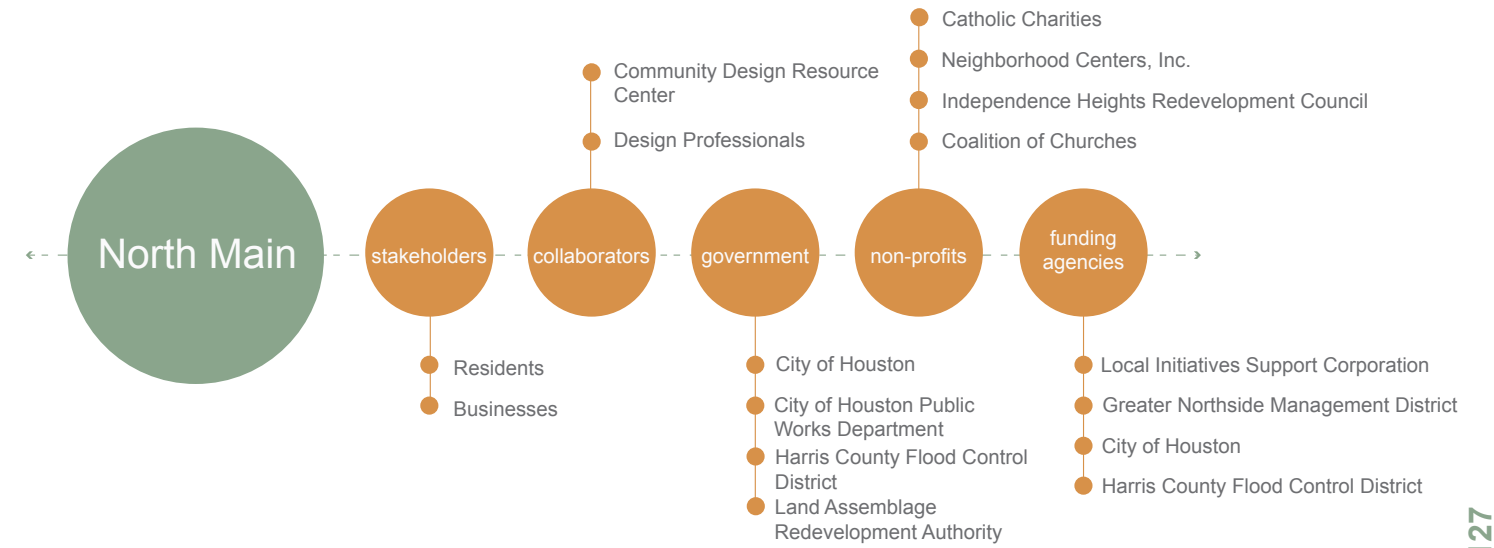 Catholic Charities
Neighborhood Centers, Inc.
Independence Heights Redevelopment Council
Coalition of Churches
Community Design Resource
Center
Design Professionals
North Main
stakeholders
collaborators
government
non-profits
funding
agencies
Residents
Businesses
City of Houston
City of Houston Public
Works Department
Harris County Flood Control
District
Land Assemblage
Redevelopment Authority
Local Initiatives Support Corporation
Greater Northside Management District
City of Houston
Harris County Flood Control District
27